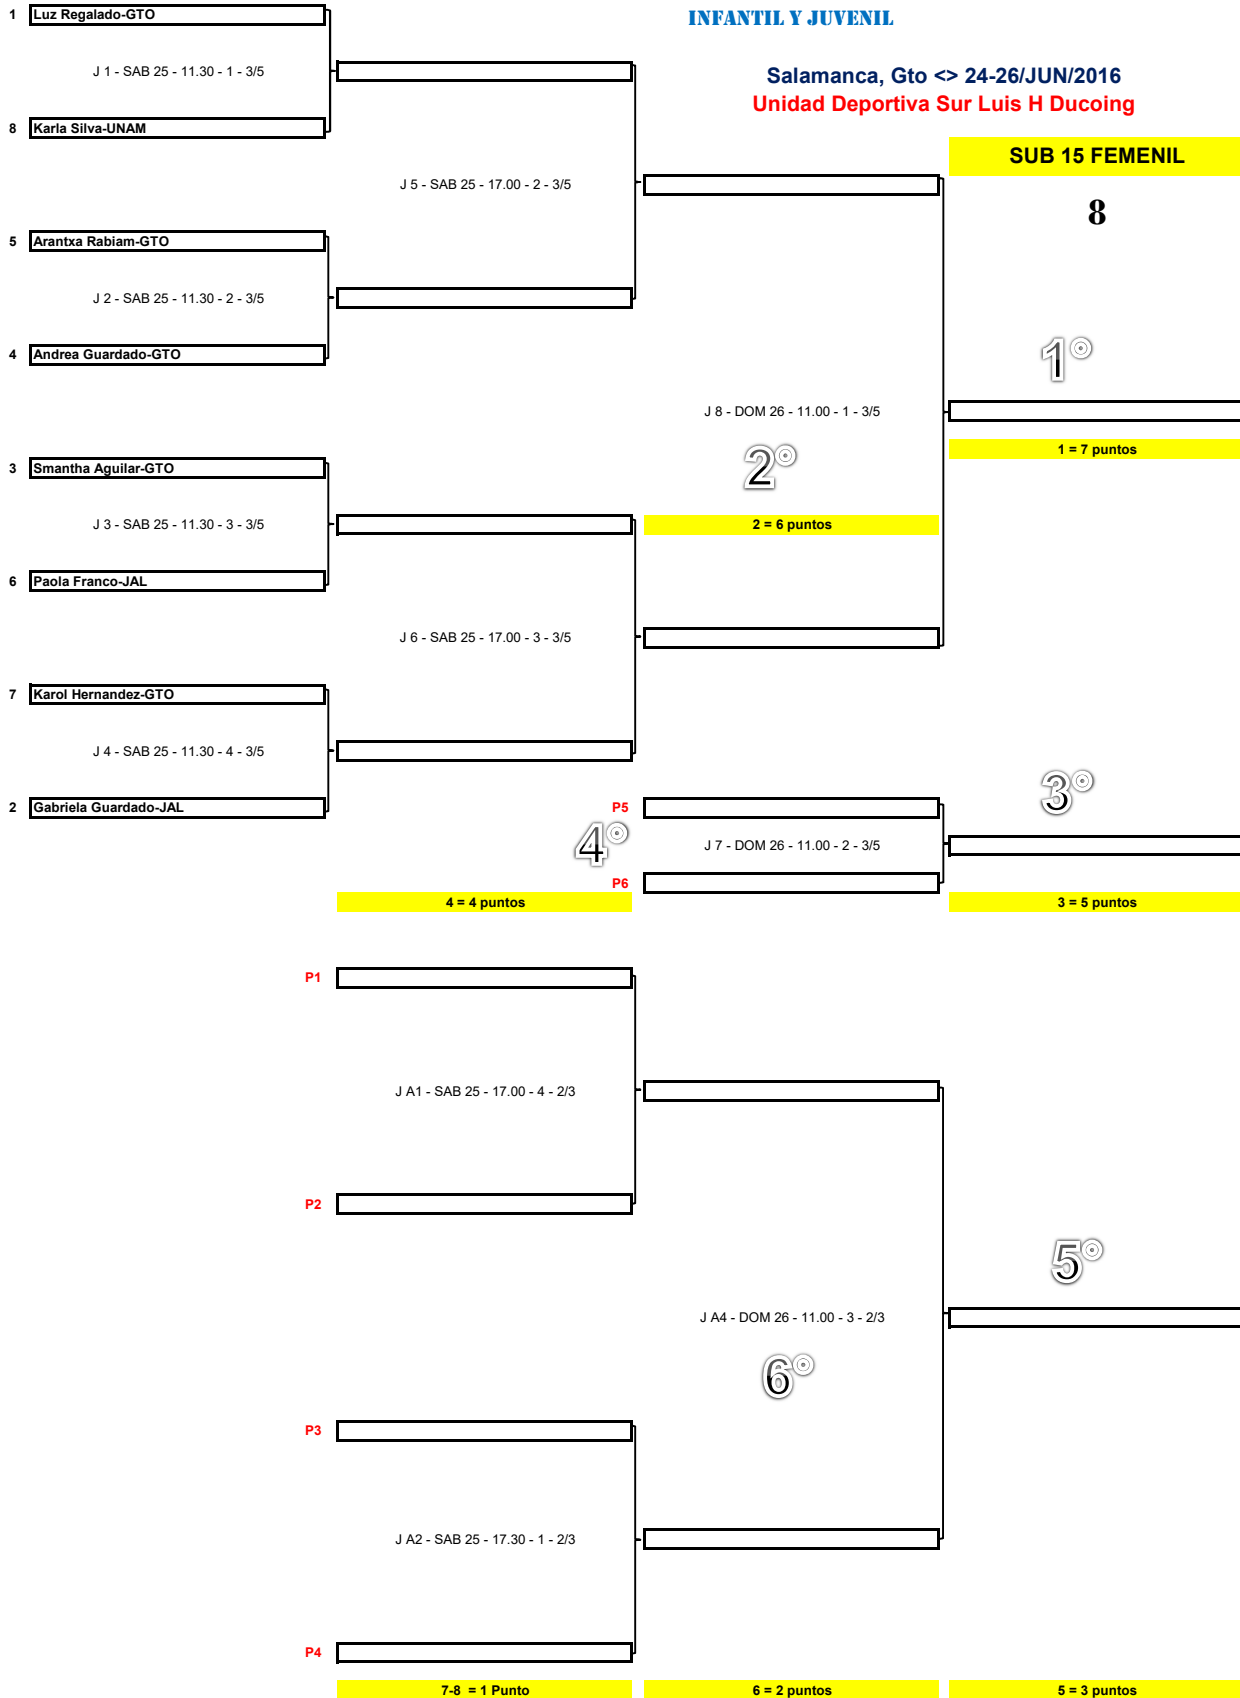 INFANTIL Y JUVENIL
1 Luz Regalado-GTO
J 1 - SAB 25 - 11.30 - 1 - 3/5
Salamanca, Gto <> 24-26/JUN/2016
Unidad Deportiva Sur Luis H Ducoing
8 Karla Silva-UNAM
SUB 15 FEMENIL
J 5 - SAB 25 - 17.00 - 2 - 3/5
8
5 Arantxa Rabiam-GTO
J 2 - SAB 25 - 11.30 - 2 - 3/5
4 Andrea Guardado-GTO
1°
J 8 - DOM 26 - 11.00 - 1 - 3/5
1 = 7 puntos
3 Smantha Aguilar-GTO
2°
J 3 - SAB 25 - 11.30 - 3 - 3/5
2 = 6 puntos
6 Paola Franco-JAL
J 6 - SAB 25 - 17.00 - 3 - 3/5
7 Karol Hernandez-GTO
J 4 - SAB 25 - 11.30 - 4 - 3/5
3°
2 Gabriela Guardado-JAL
P5
4°
J 7 - DOM 26 - 11.00 - 2 - 3/5
P6
4 = 4 puntos
3 = 5 puntos
P1
J A1 - SAB 25 - 17.00 - 4 - 2/3
P2
5°
J A4 - DOM 26 - 11.00 - 3 - 2/3
6°
P3
J A2 - SAB 25 - 17.30 - 1 - 2/3
P4
7-8 = 1 Punto
6 = 2 puntos
5 = 3 puntos